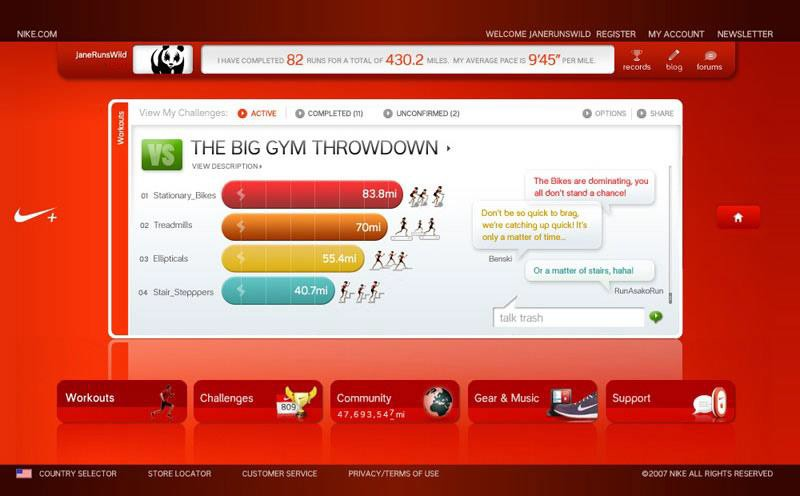 NIKE.COM
WELCOME JANERUNSWILD REGISTER MY ACCOUNT NEWSLETTER
JaneRunsWild
I HAVE COMPLETED 82 RUNS FOR A TOTAL OF 430.2 MILES. MY AVERAGE PACE IS 9'45" PER MILE.
records
blog
forums
Workouts
View My Challenges: ACTIVE COMPLETED (11) UNCONFIRMED (2)
OPTIONS SHARE
VS THE BIG GYM THROWDOWN
VIEW DESCRIPTION
01 Stationary_Bikes 83.8mi
02 Treadmills 70mi
03 Ellipticals 55.4mi
04 Stair_Stepppers 40.7mi
The Bikes are dominating, you
all don't stand a chance!
Don't be so quick to brag,
we're catching up quick! It's
only a matter of time...
Benski
Or a matter of stairs, haha!
RunAsakoRun
talk trash
Workouts
Challenges
809
Community
47,693,547mi
Gear & Music
Support
COUNTRY SELECTOR STORE LOCATOR CUSTOMER SERVICE PRIVACY/TERMS OF USE
©2007 NIKE ALL RIGHTS RESERVED